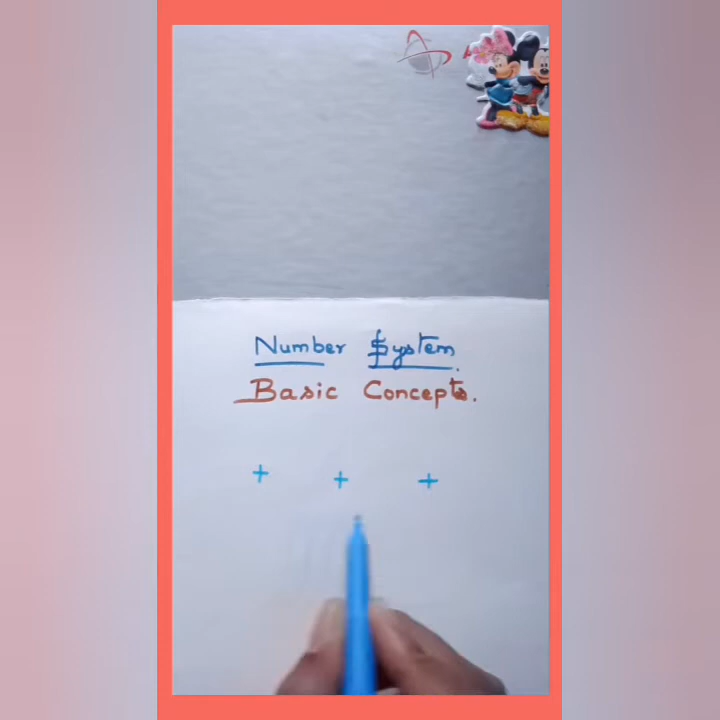 Number System.
Basic Concepts.
+ + +